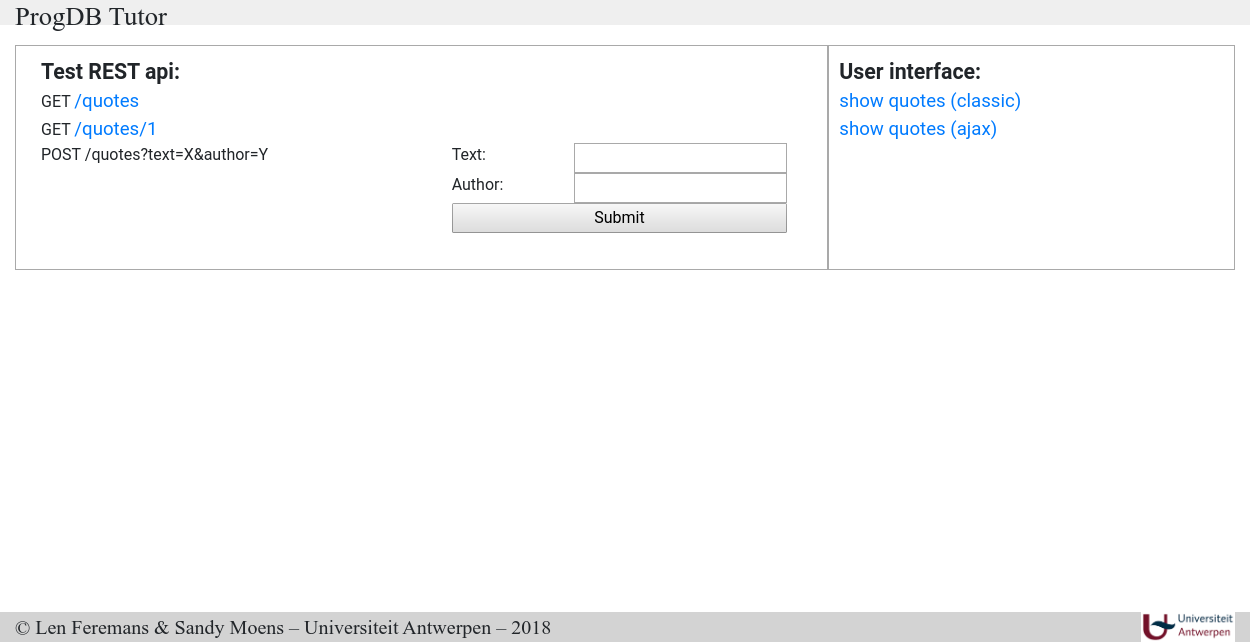 ProgDB Tutor
Test REST api:
GET /quotes
GET /quotes/1
POST /quotes?text=X&author=Y
Text:
Author:
Submit
User interface:
show quotes (classic)
show quotes (ajax)
© Len Feremans & Sandy Moens – Universiteit Antwerpen – 2018
Universiteit
Antwerpen